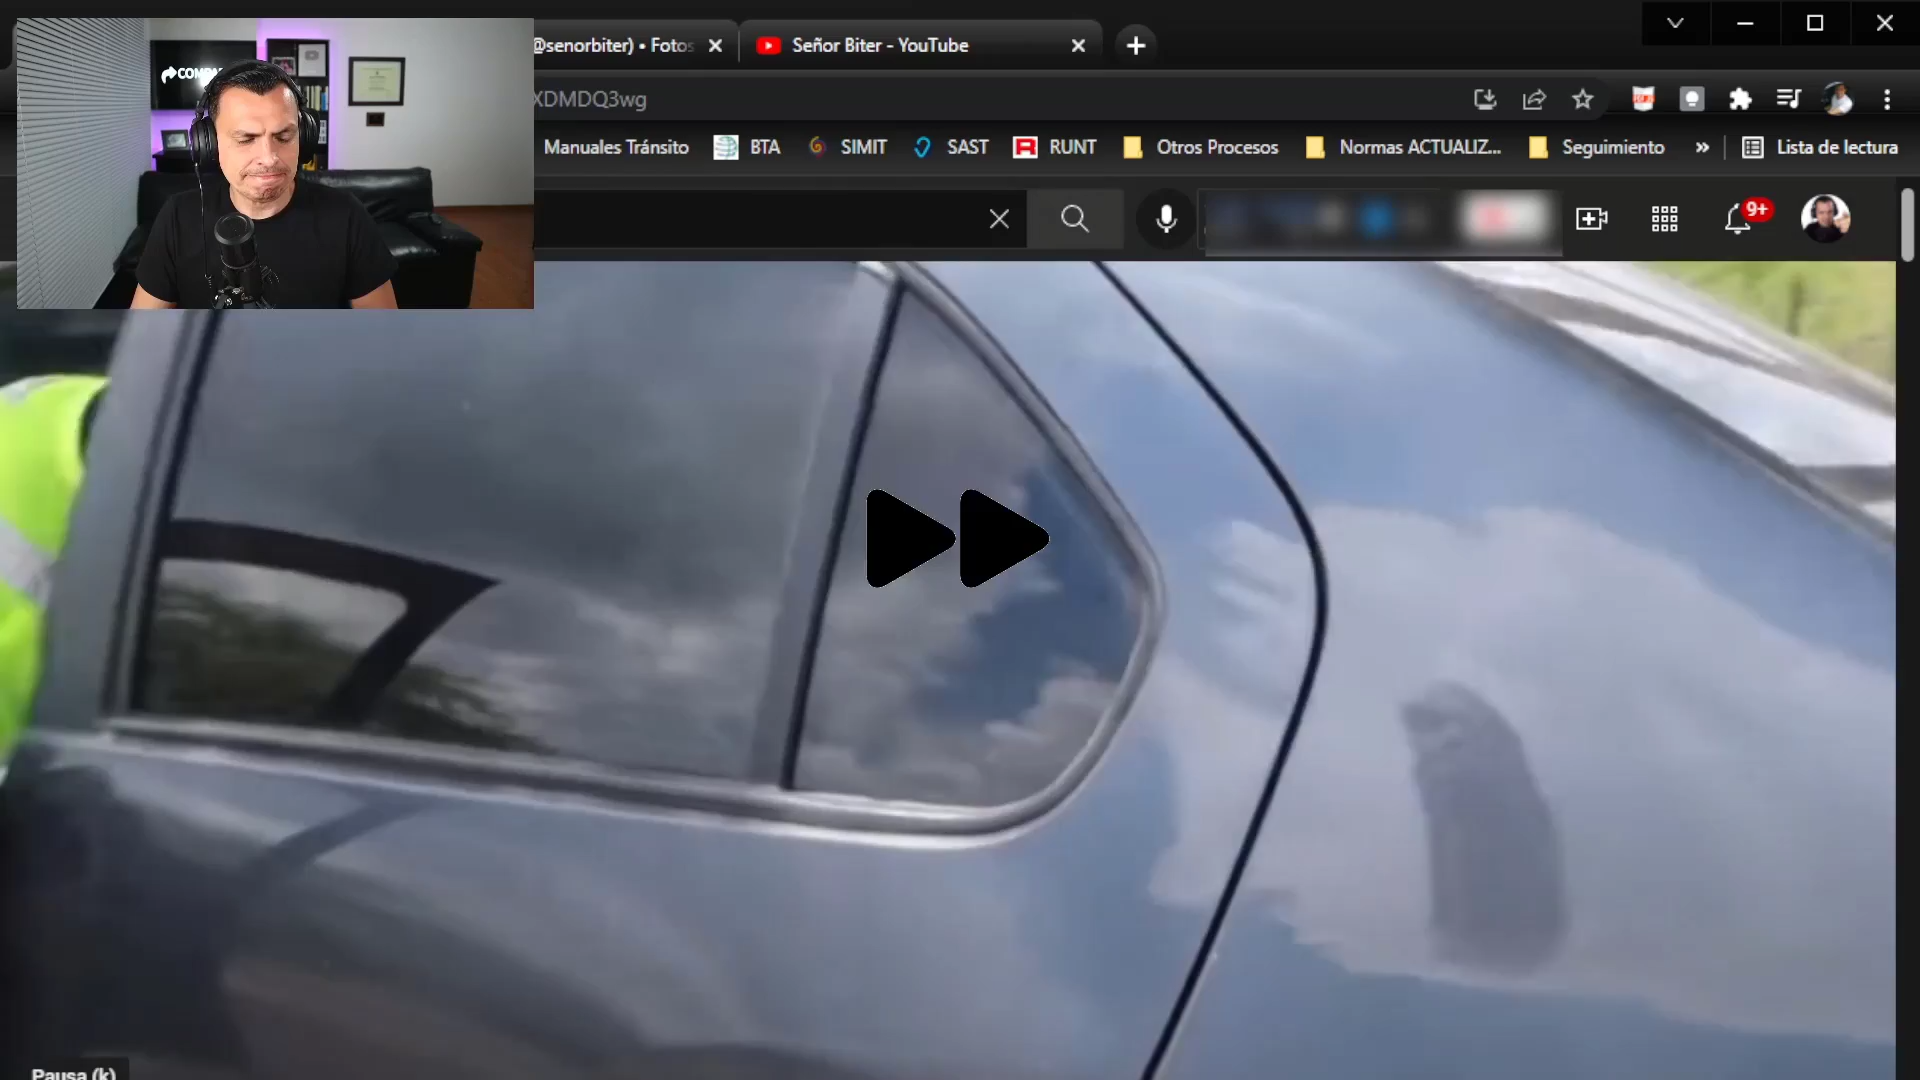 COMPA
@senorbiter) • Fotos
Señor Biter - YouTube
XDMDQ3wg
Manuales Tránsito
BTA
SIMIT
SAST
RUNT
Otros Procesos
Normas ACTUALIZ...
Seguimiento
»
Lista de lectura
9+
Pausa (k)